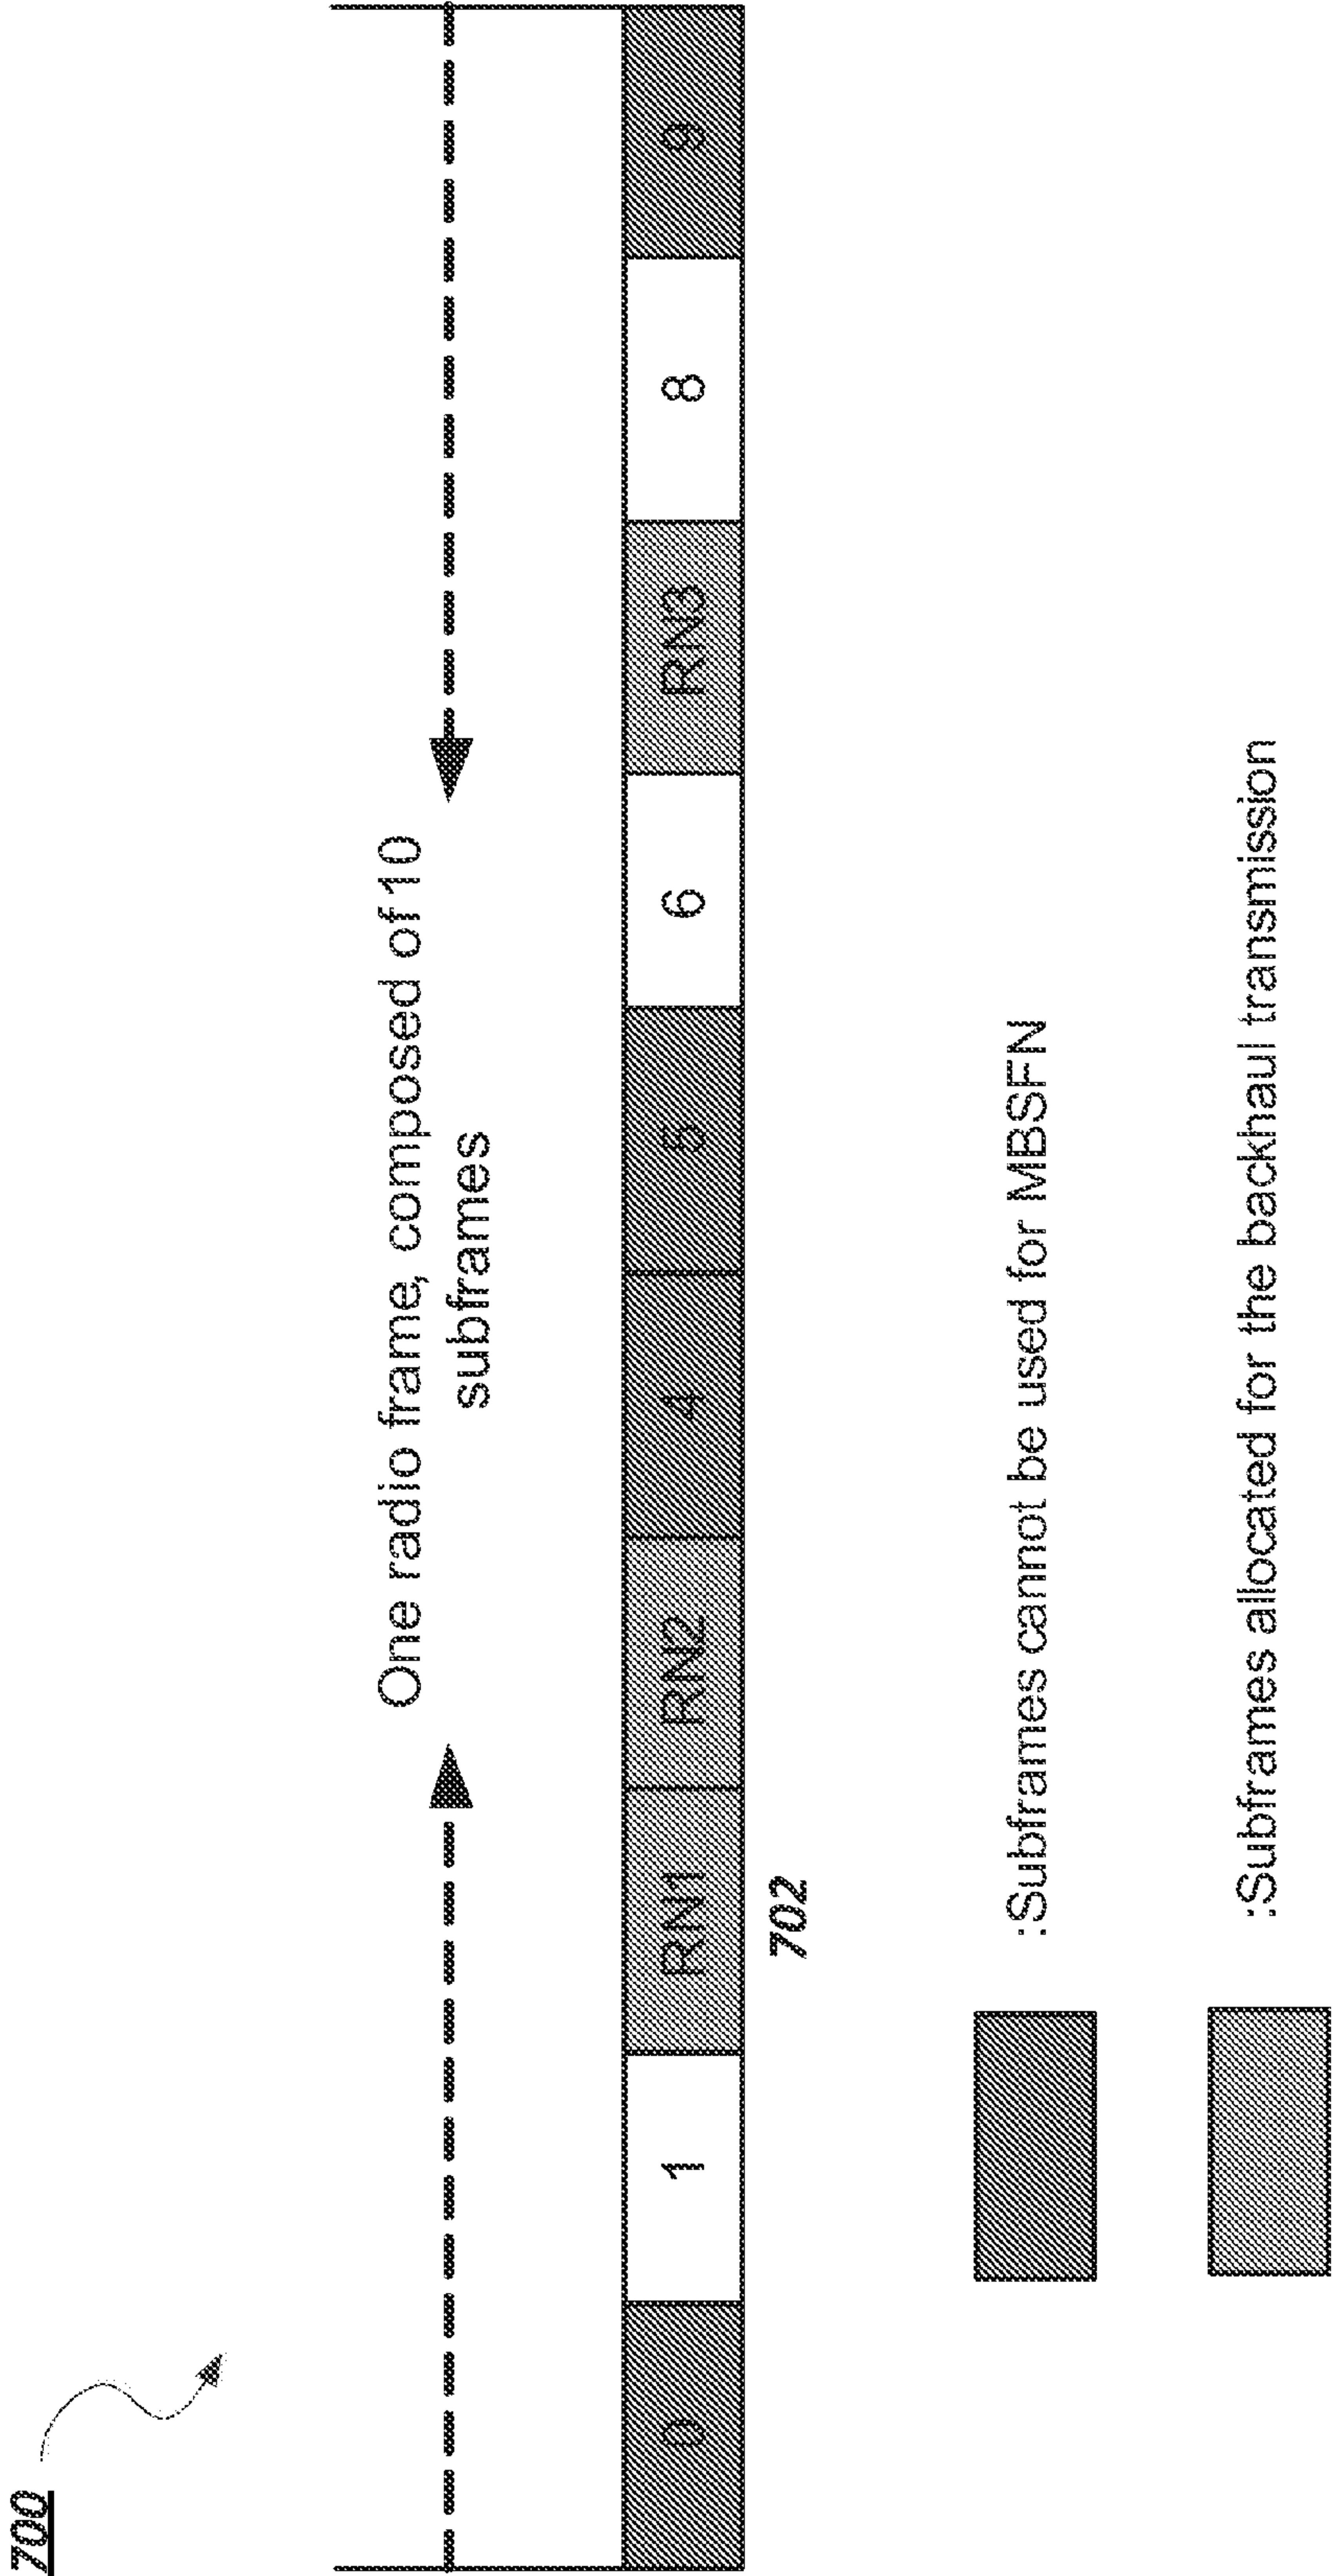 700
One radio frame, composed of 10
subframes
0 1 RN1 RN2 4 5 6 RN3 8 9
702
:Subframes cannot be used for MBSFN
:Subframes allocated for the backhaul transmission